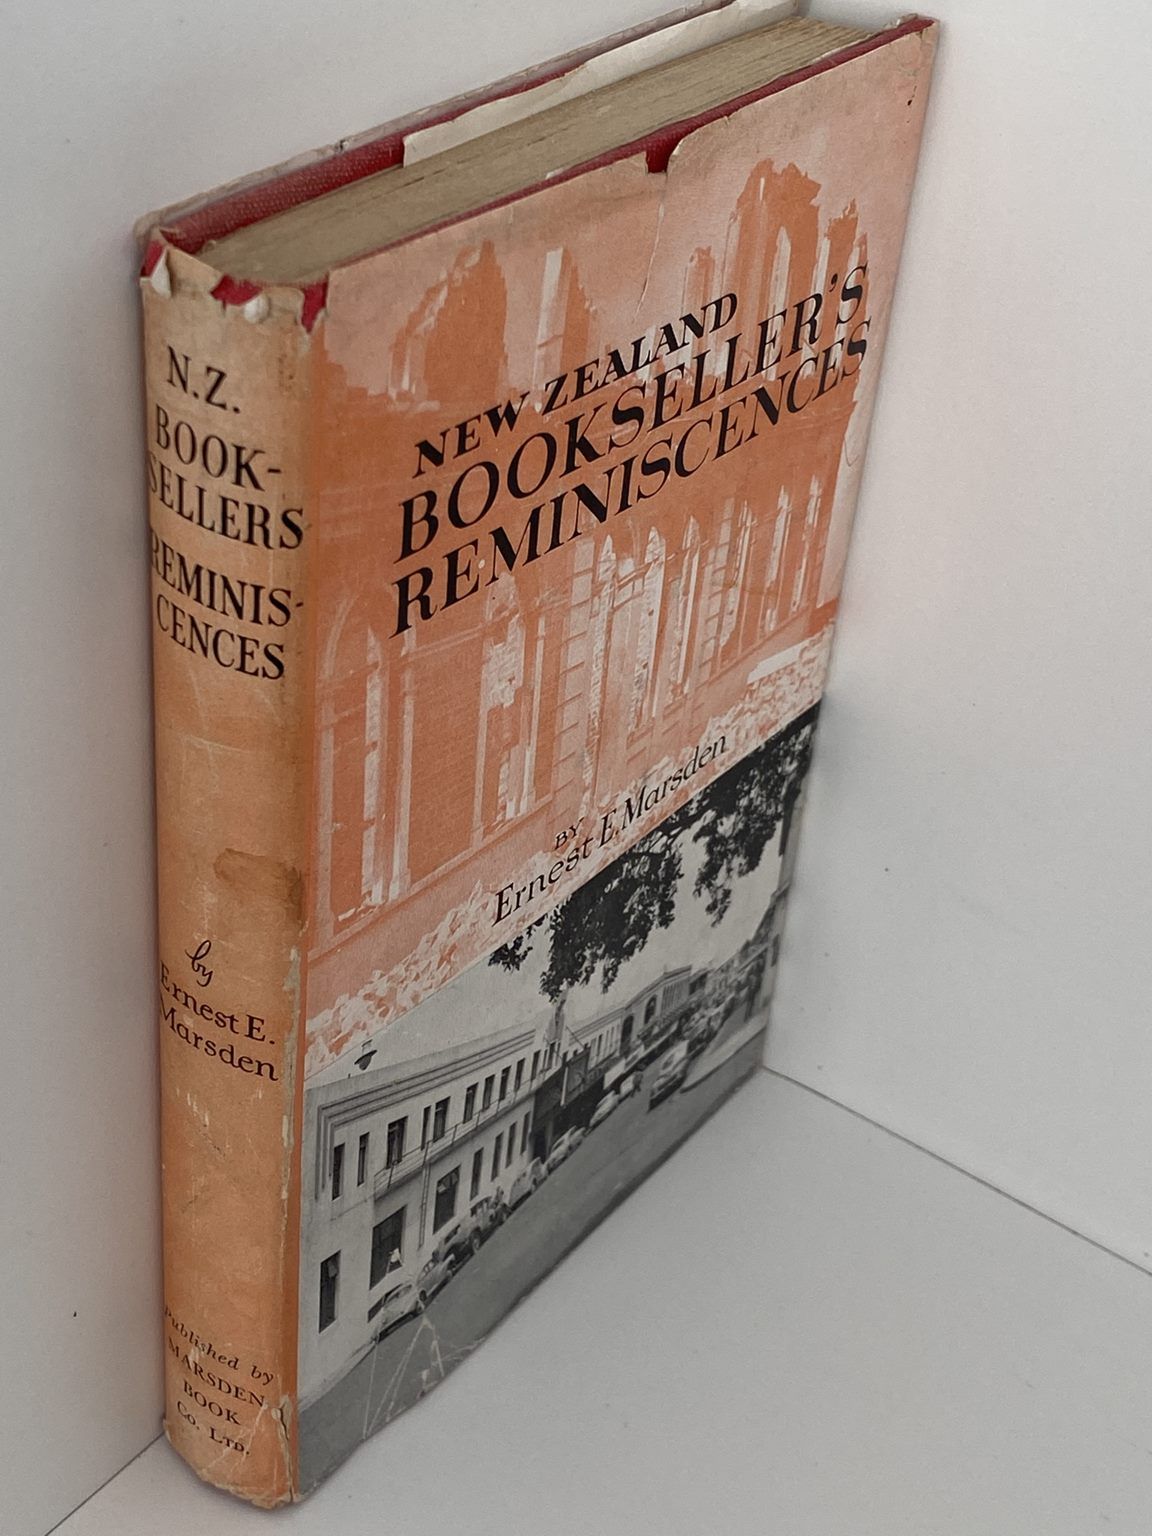 N.Z.
BOOK-
SELLERS
REMINIS-
CENCES
by
Ernest E.
Marsden
Published by
MARSDEN
BOOK
Co. LTD.
NEW ZEALAND
BOOKSELLER'S
REMINISCENCES
BY
Ernest E. Marsden